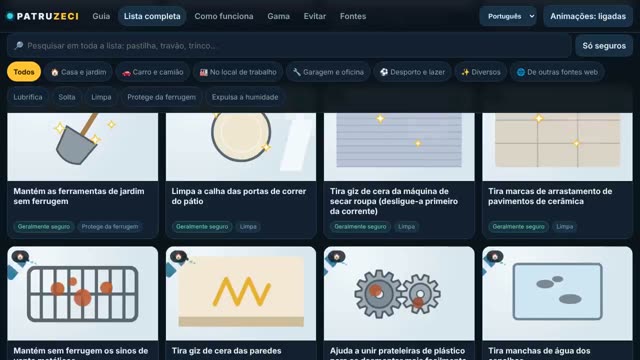 PATRUZECI
Guia
Lista completa
Como funciona
Gama
Evitar
Fontes
Português
Animações: ligadas
Pesquisar em toda a lista: pastilha, travão, trinco...
Só seguros
Todos
Casa e jardim
Carro e camião
No local de trabalho
Garagem e oficina
Desporto e lazer
Diversos
De outras fontes web
Lubrifica
Solta
Limpa
Protege da ferrugem
Expulsa a humidade
Mantém as ferramentas de jardim
sem ferrugem
Geralmente seguro
Protege da ferrugem
Limpa a calha das portas de correr
do pátio
Geralmente seguro
Limpa
Tira giz de cera da máquina de
secar roupa (desligue-a primeiro
da corrente)
Geralmente seguro
Limpa
Tira marcas de arrastamento de
pavimentos de cerâmica
Geralmente seguro
Limpa
Mantém sem ferrugem os sinos de
Tira giz de cera das paredes
Ajuda a unir prateleiras de plástico
Tira manchas de água dos